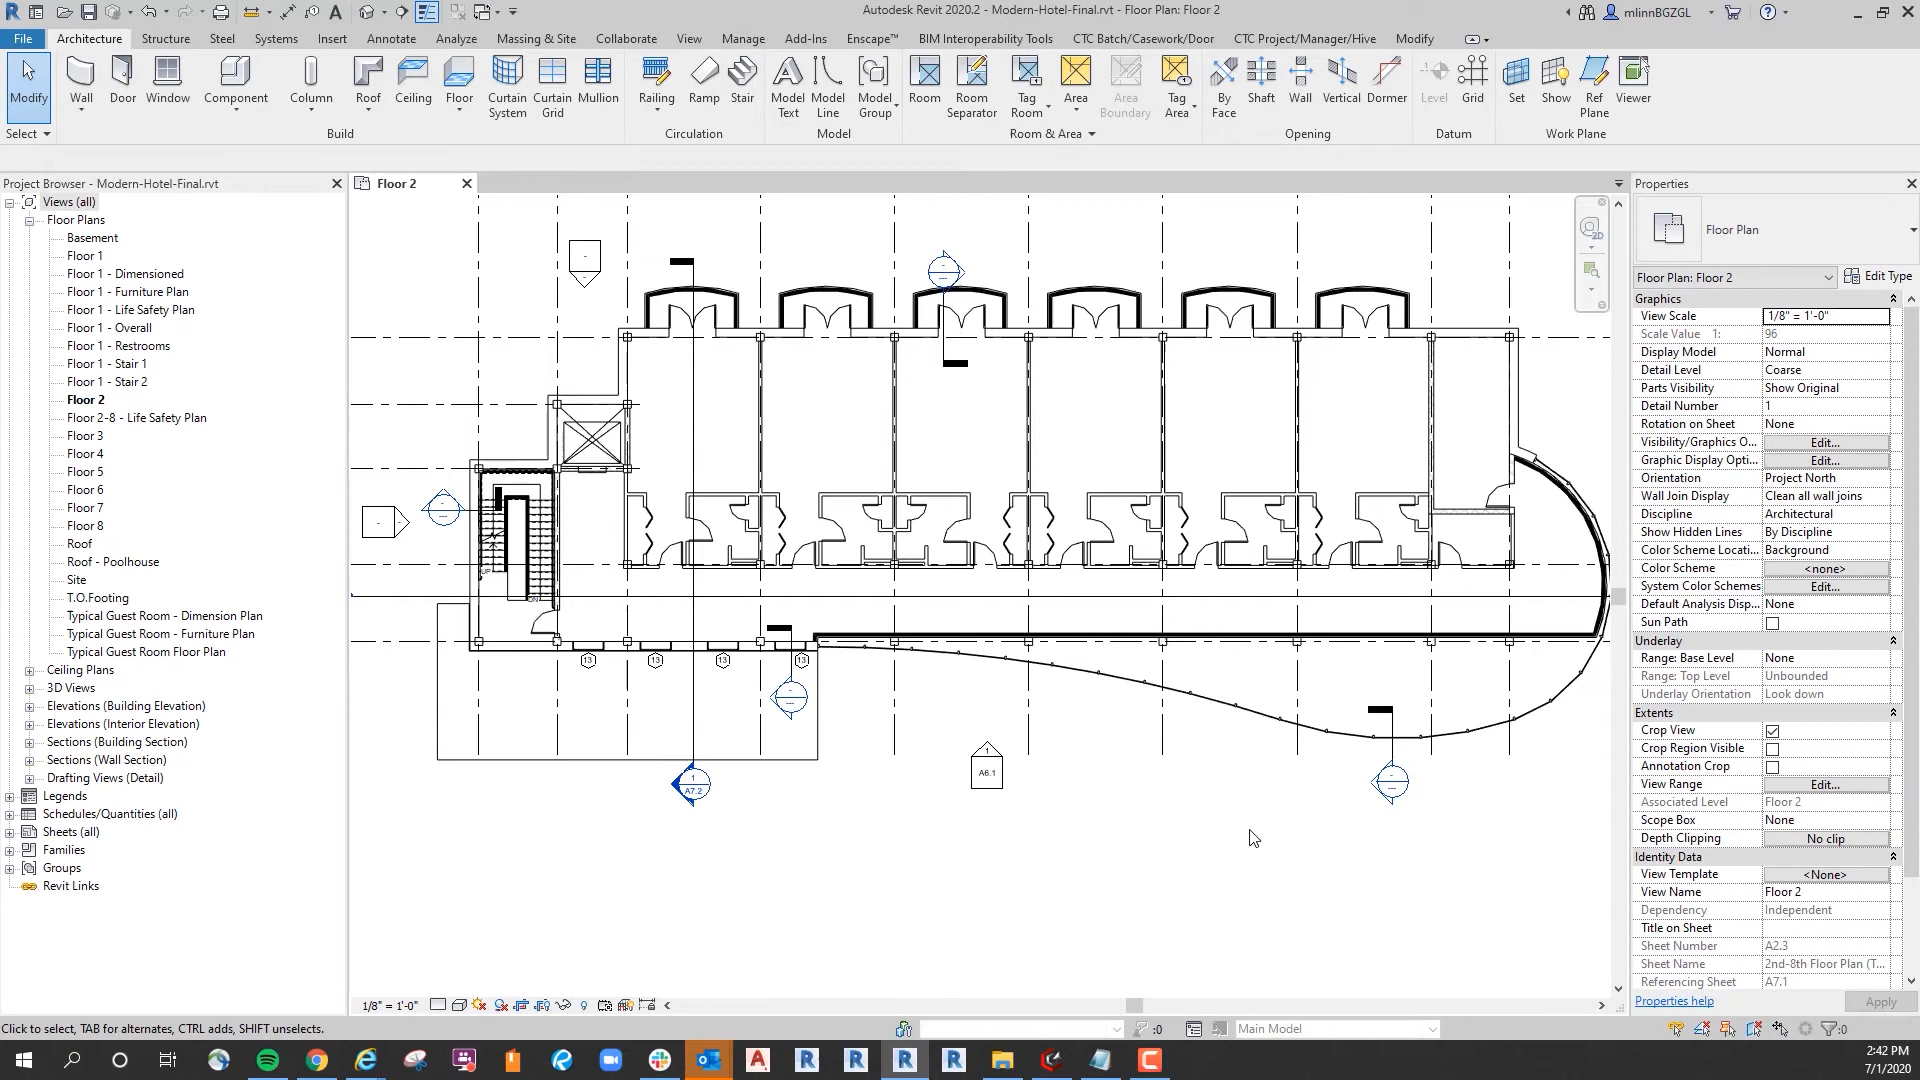 Autodesk Revit 2020.2 - Modern-Hotel-Final.rvt - Floor Plan: Floor 2
mlinnBGZGL
File
Architecture
Structure
Steel
Systems
Insert
Annotate
Analyze
Massing & Site
Collaborate
View
Manage
Add-Ins
Enscape™
BIM Interoperability Tools
CTC Batch/Casework/Door
CTC Project/Manager/Hive
Modify
Modify
Wall
Door
Window
Component
Column
Roof
Ceiling
Floor
Curtain System
Curtain Grid
Mullion
Railing
Ramp
Stair
Model Text
Model Line
Model Group
Room
Room Separator
Tag Room
Area
Area Boundary
Tag Area
By Face
Shaft
Wall
Vertical
Dormer
Level
Grid
Set
Show
Ref Plane
Viewer
Select
Build
Circulation
Model
Room & Area
Opening
Datum
Work Plane
Project Browser - Modern-Hotel-Final.rvt
Views (all)
Floor Plans
Basement
Floor 1
Floor 1 - Dimensioned
Floor 1 - Furniture Plan
Floor 1 - Life Safety Plan
Floor 1 - Overall
Floor 1 - Restrooms
Floor 1 - Stair 1
Floor 1 - Stair 2
Floor 2
Floor 2-8 - Life Safety Plan
Floor 3
Floor 4
Floor 5
Floor 6
Floor 7
Floor 8
Roof
Roof - Poolhouse
Site
T.O.Footing
Typical Guest Room - Dimension Plan
Typical Guest Room - Furniture Plan
Typical Guest Room Floor Plan
Ceiling Plans
3D Views
Elevations (Building Elevation)
Elevations (Interior Elevation)
Sections (Building Section)
Sections (Wall Section)
Drafting Views (Detail)
Legends
Schedules/Quantities (all)
Sheets (all)
Families
Groups
Revit Links
Floor 2
2D
UP
DN
13
13
13
13
1
A7.2
1
A6.1
Properties
Floor Plan
Floor Plan: Floor 2
Edit Type
Graphics
View Scale 1/8" = 1'-0"
Scale Value 1: 96
Display Model Normal
Detail Level Coarse
Parts Visibility Show Original
Detail Number 1
Rotation on Sheet None
Visibility/Graphics O... Edit...
Graphic Display Opti... Edit...
Orientation Project North
Wall Join Display Clean all wall joins
Discipline Architectural
Show Hidden Lines By Discipline
Color Scheme Locati... Background
Color Scheme <none>
System Color Schemes Edit...
Default Analysis Disp... None
Sun Path
Underlay
Range: Base Level None
Range: Top Level Unbounded
Underlay Orientation Look down
Extents
Crop View
Crop Region Visible
Annotation Crop
View Range Edit...
Associated Level Floor 2
Scope Box None
Depth Clipping No clip
Identity Data
View Template <None>
View Name Floor 2
Dependency Independent
Title on Sheet
Sheet Number A2.3
Sheet Name 2nd-8th Floor Plan (T...
Referencing Sheet A7.1
Properties help
Apply
1/8" = 1'-0"
Click to select, TAB for alternates, CTRL adds, SHIFT unselects.
:0
Main Model
:0
2:42 PM
7/1/2020